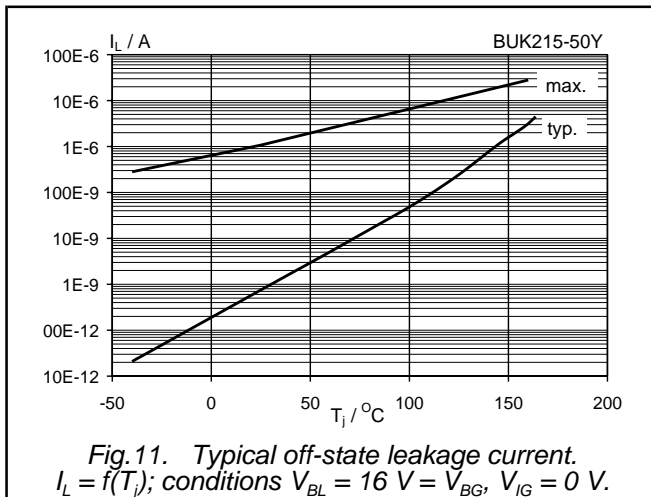 I_L / A BUK215-50Y
100E-6
10E-6
max.
typ.
1E-6
100E-9
10E-9
1E-9
00E-12
10E-12
-50 0 50 100 150 200
T_j / °C
Fig.11. Typical off-state leakage current.
I_L = f(T_j); conditions V_BL = 16 V = V_BG, V_IG = 0 V.